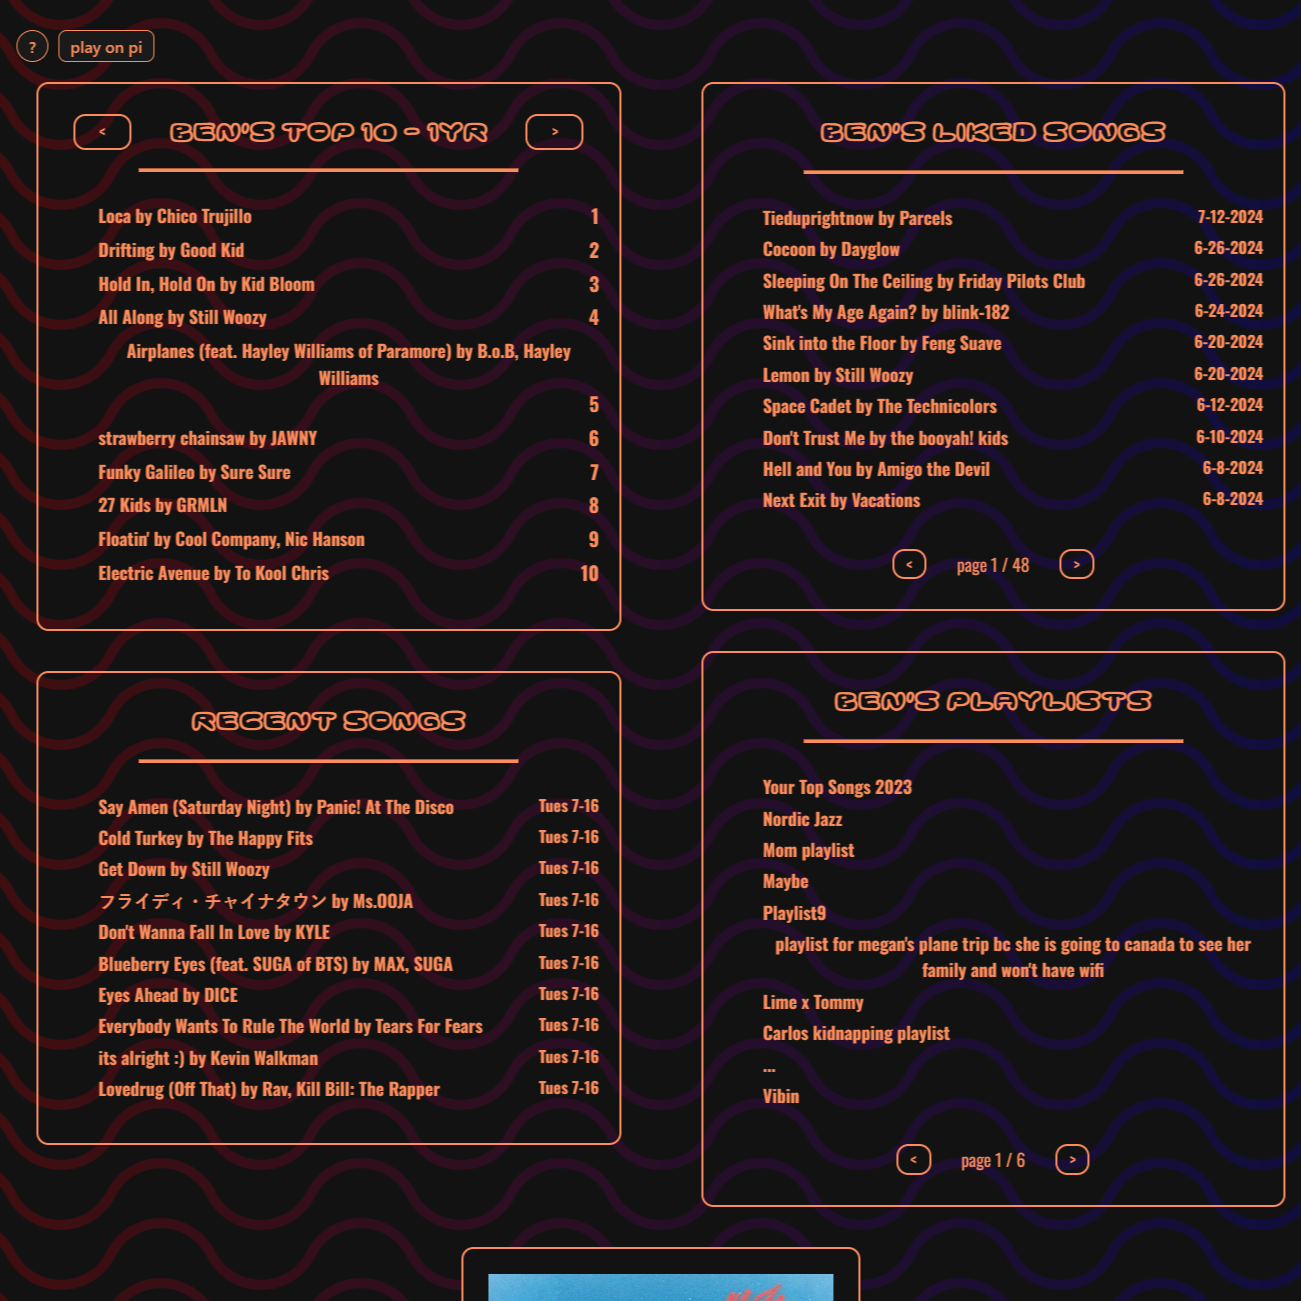 ?
play on pi
<
BEN'S TOP 10 - 1YR
>
Loca by Chico Trujillo 1
Drifting by Good Kid 2
Hold In, Hold On by Kid Bloom 3
All Along by Still Woozy 4
Airplanes (feat. Hayley Williams of Paramore) by B.o.B, Hayley
Williams
5
strawberry chainsaw by JAWNY 6
Funky Galileo by Sure Sure 7
27 Kids by GRMLN 8
Floatin' by Cool Company, Nic Hanson 9
Electric Avenue by To Kool Chris 10
BEN'S LIKED SONGS
Tieduprightnow by Parcels 7-12-2024
Cocoon by Dayglow 6-26-2024
Sleeping On The Ceiling by Friday Pilots Club 6-26-2024
What's My Age Again? by blink-182 6-24-2024
Sink into the Floor by Feng Suave 6-20-2024
Lemon by Still Woozy 6-20-2024
Space Cadet by The Technicolors 6-12-2024
Don't Trust Me by the booyah! kids 6-10-2024
Hell and You by Amigo the Devil 6-8-2024
Next Exit by Vacations 6-8-2024
< page 1 / 48 >
RECENT SONGS
Say Amen (Saturday Night) by Panic! At The Disco Tues 7-16
Cold Turkey by The Happy Fits Tues 7-16
Get Down by Still Woozy Tues 7-16
フライディ・チャイナタウン by Ms.OOJA Tues 7-16
Don't Wanna Fall In Love by KYLE Tues 7-16
Blueberry Eyes (feat. SUGA of BTS) by MAX, SUGA Tues 7-16
Eyes Ahead by DICE Tues 7-16
Everybody Wants To Rule The World by Tears For Fears Tues 7-16
its alright :) by Kevin Walkman Tues 7-16
Lovedrug (Off That) by Rav, Kill Bill: The Rapper Tues 7-16
BEN'S PLAYLISTS
Your Top Songs 2023
Nordic Jazz
Mom playlist
Maybe
Playlist9
playlist for megan's plane trip bc she is going to canada to see her
family and won't have wifi
Lime x Tommy
Carlos kidnapping playlist
...
Vibin
< page 1 / 6 >